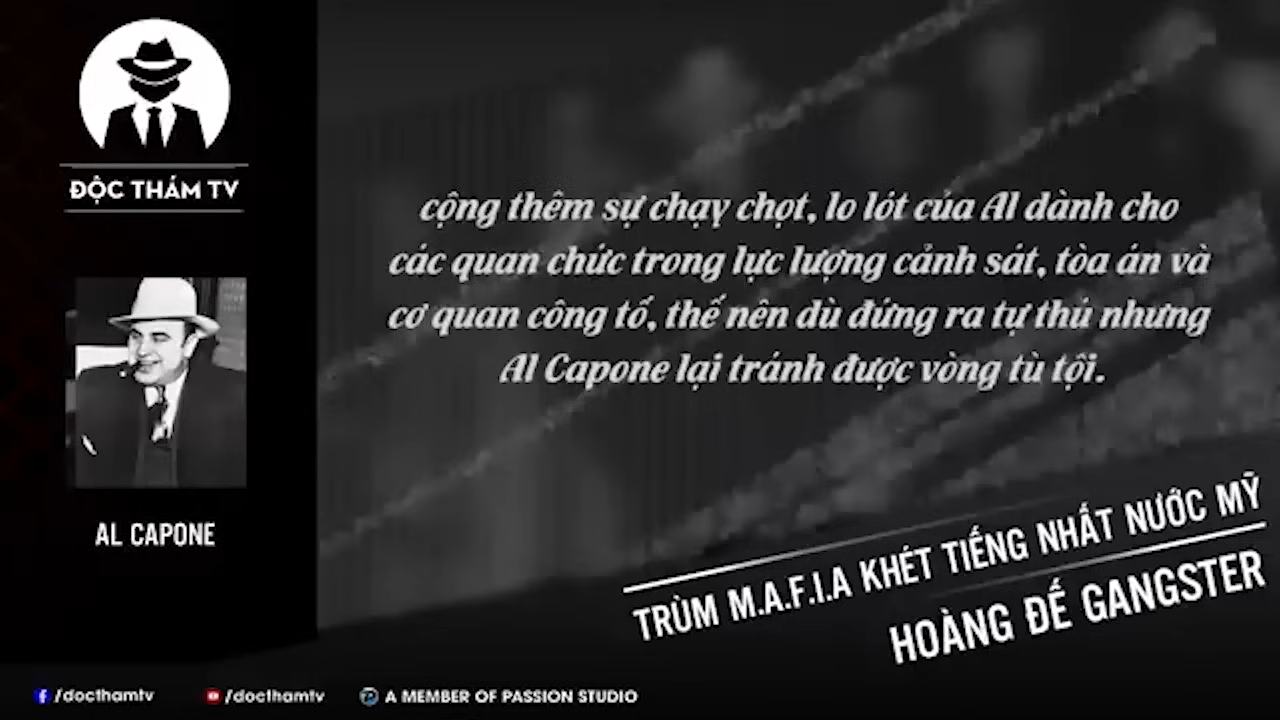 ĐỘC THÁM TV
cộng thêm sự chạy chọt, lo lót của Al dành cho
các quan chức trong lực lượng cảnh sát, tòa án và
cơ quan công tố, thế nên dù đứng ra tự thú nhưng
Al Capone lại tránh được vòng tù tội.
AL CAPONE
TRÙM M.A.F.I.A KHÉT TIẾNG NHẤT NƯỚC MỸ
HOÀNG ĐẾ GANGSTER
/docthamtv
/docthamtv
A MEMBER OF PASSION STUDIO